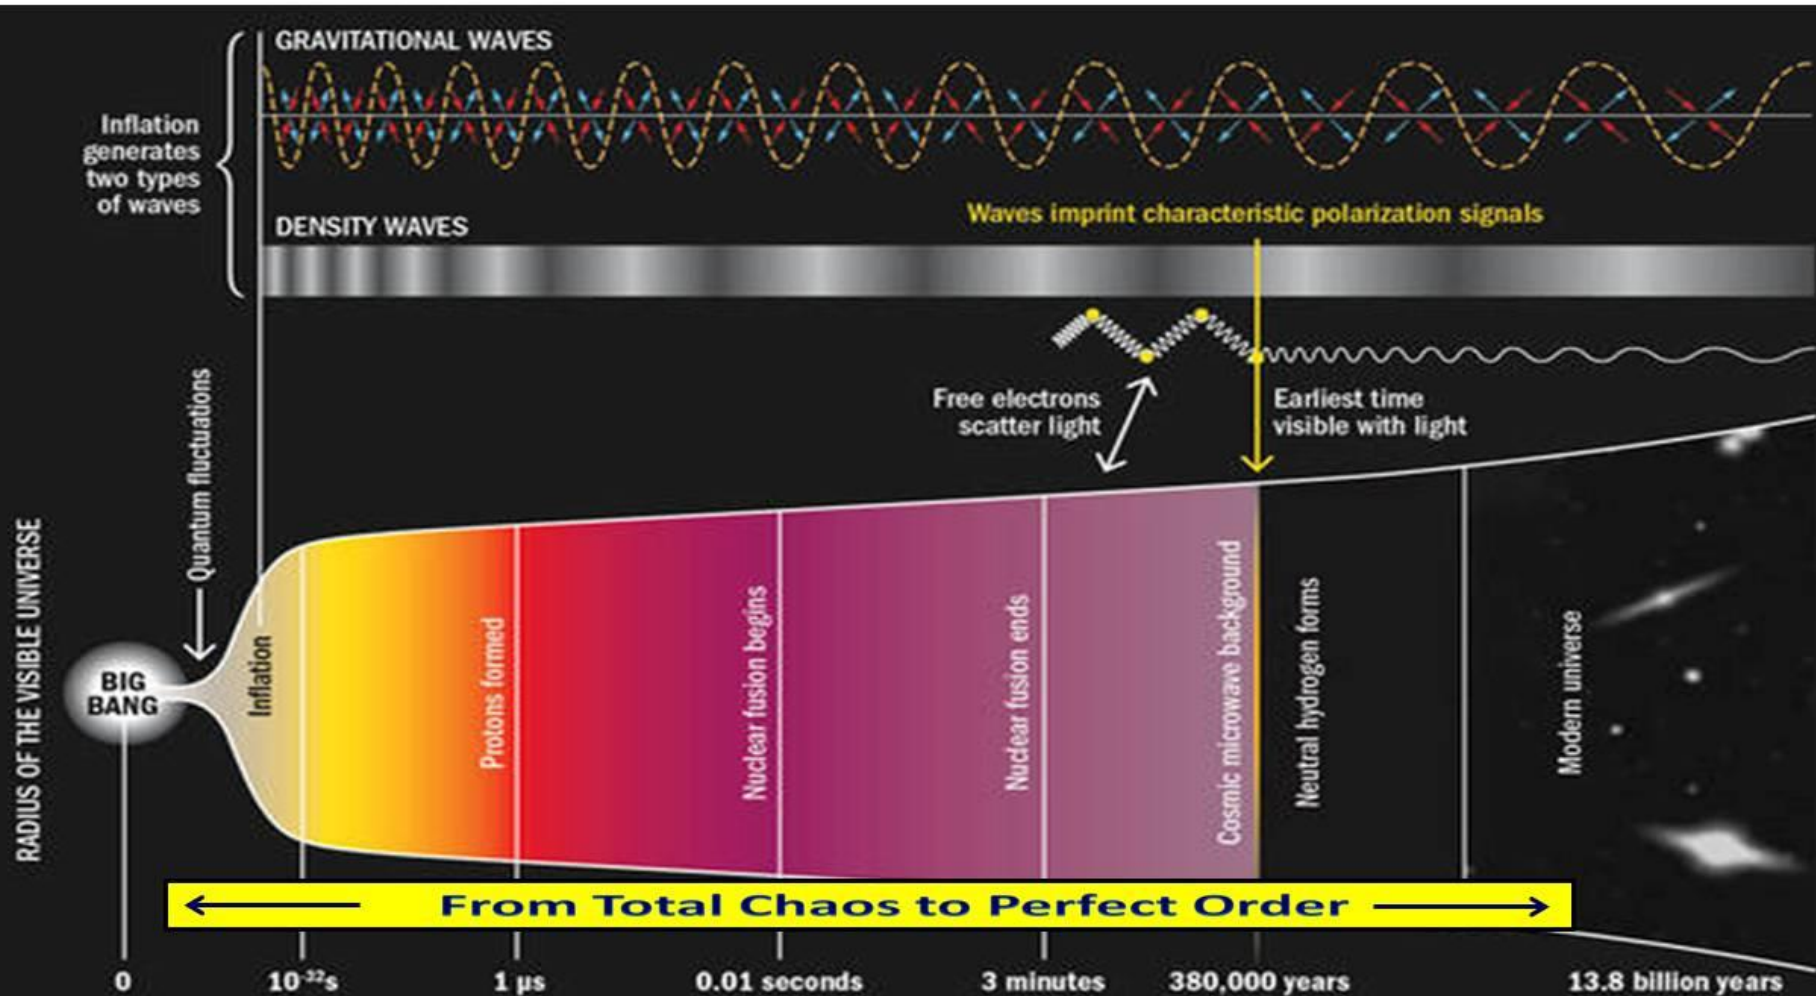 GRAVITATIONAL WAVES
Inflation
generates
two types
of waves
Waves imprint characteristic polarization signals
DENSITY WAVES
Free electrons
scatter light
Earliest time
visible with light
Quantum fluctuations
RADIUS OF THE VISIBLE UNIVERSE
BIG
BANG
Inflation
Protons formed
Nuclear fusion begins
Nuclear fusion ends
Cosmic microwave background
Neutral hydrogen forms
Modern universe
From Total Chaos to Perfect Order
0
10⁻³²s
1 µs
0.01 seconds
3 minutes
380,000 years
13.8 billion years